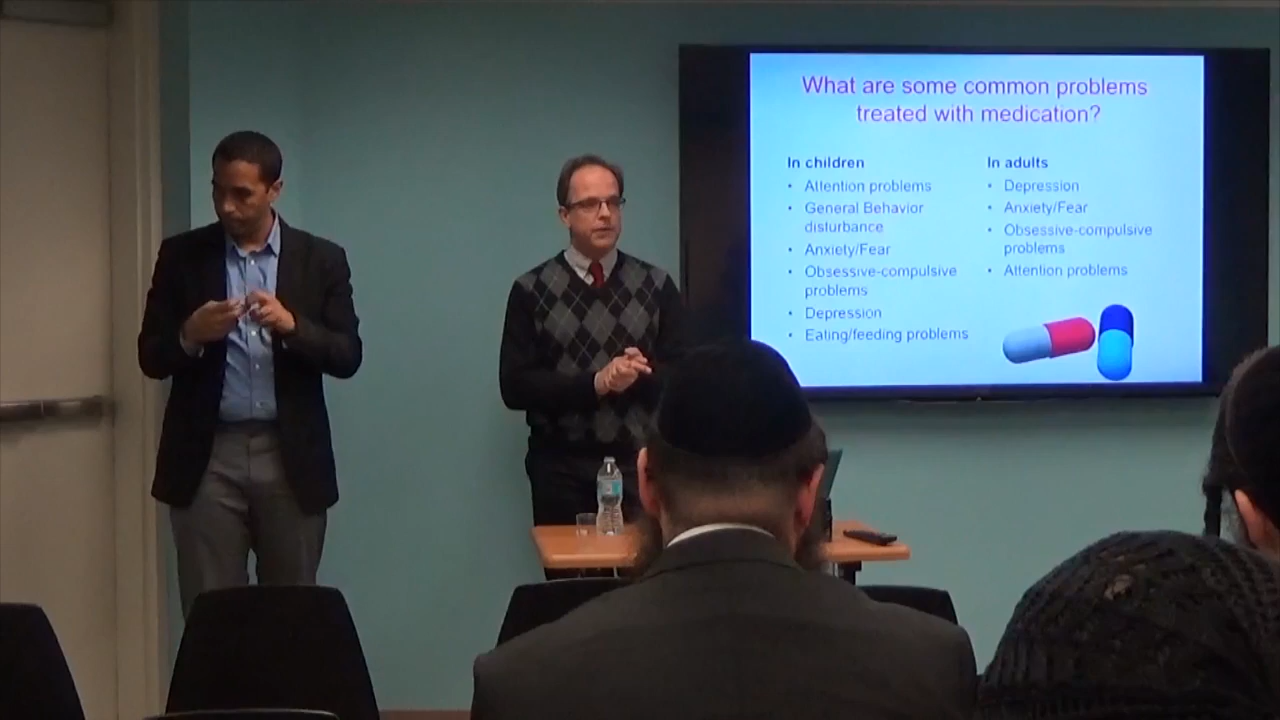 What are some common problems
treated with medication?
In children
• Attention problems
• General Behavior
disturbance
• Anxiety/Fear
• Obsessive-compulsive
problems
• Depression
• Eating/feeding problems
In adults
• Depression
• Anxiety/Fear
• Obsessive-compulsive
problems
• Attention problems